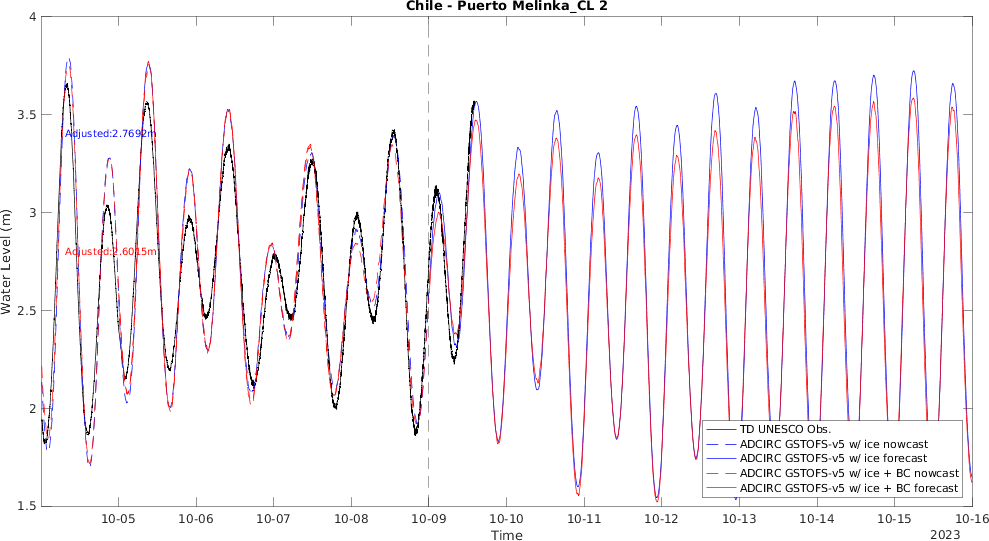 Chile - Puerto Melinka_CL 2
Water Level (m)
4
3.5
3
2.5
2
1.5
Adjusted:2.7692m
Adjusted:2.6015m
TD UNESCO Obs.
ADCIRC GSTOFS-v5 w/ ice nowcast
ADCIRC GSTOFS-v5 w/ ice forecast
ADCIRC GSTOFS-v5 w/ ice + BC nowcast
ADCIRC GSTOFS-v5 w/ ice + BC forecast
10-05 10-06 10-07 10-08 10-09 10-10 10-11 10-12 10-13 10-14 10-15 10-16
Time
2023